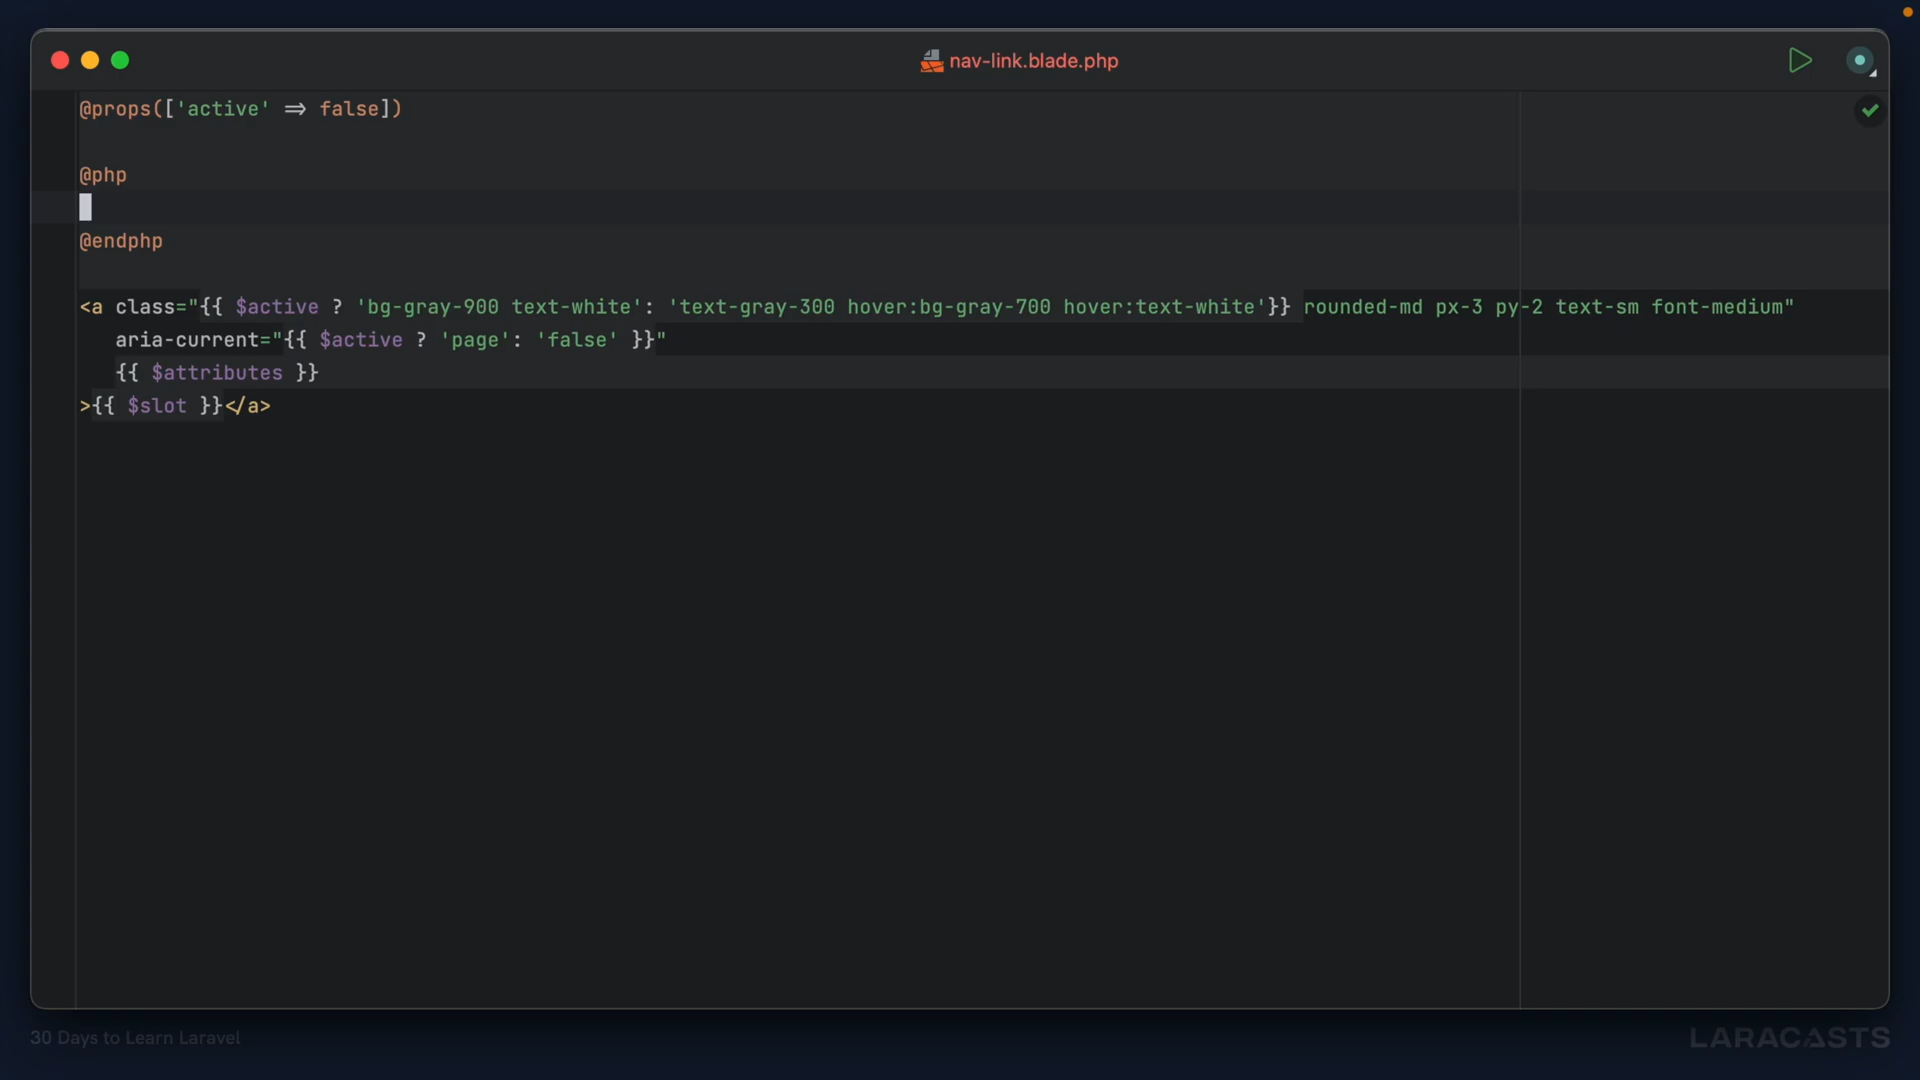 nav-link.blade.php
@props(['active' => false])
@php
@endphp
<a class="{{ $active ? 'bg-gray-900 text-white': 'text-gray-300 hover:bg-gray-700 hover:text-white'}} rounded-md px-3 py-2 text-sm font-medium"
aria-current="{{ $active ? 'page': 'false' }}"
{{ $attributes }}
>{{ $slot }}</a>
30 Days to Learn Laravel
LARACASTS